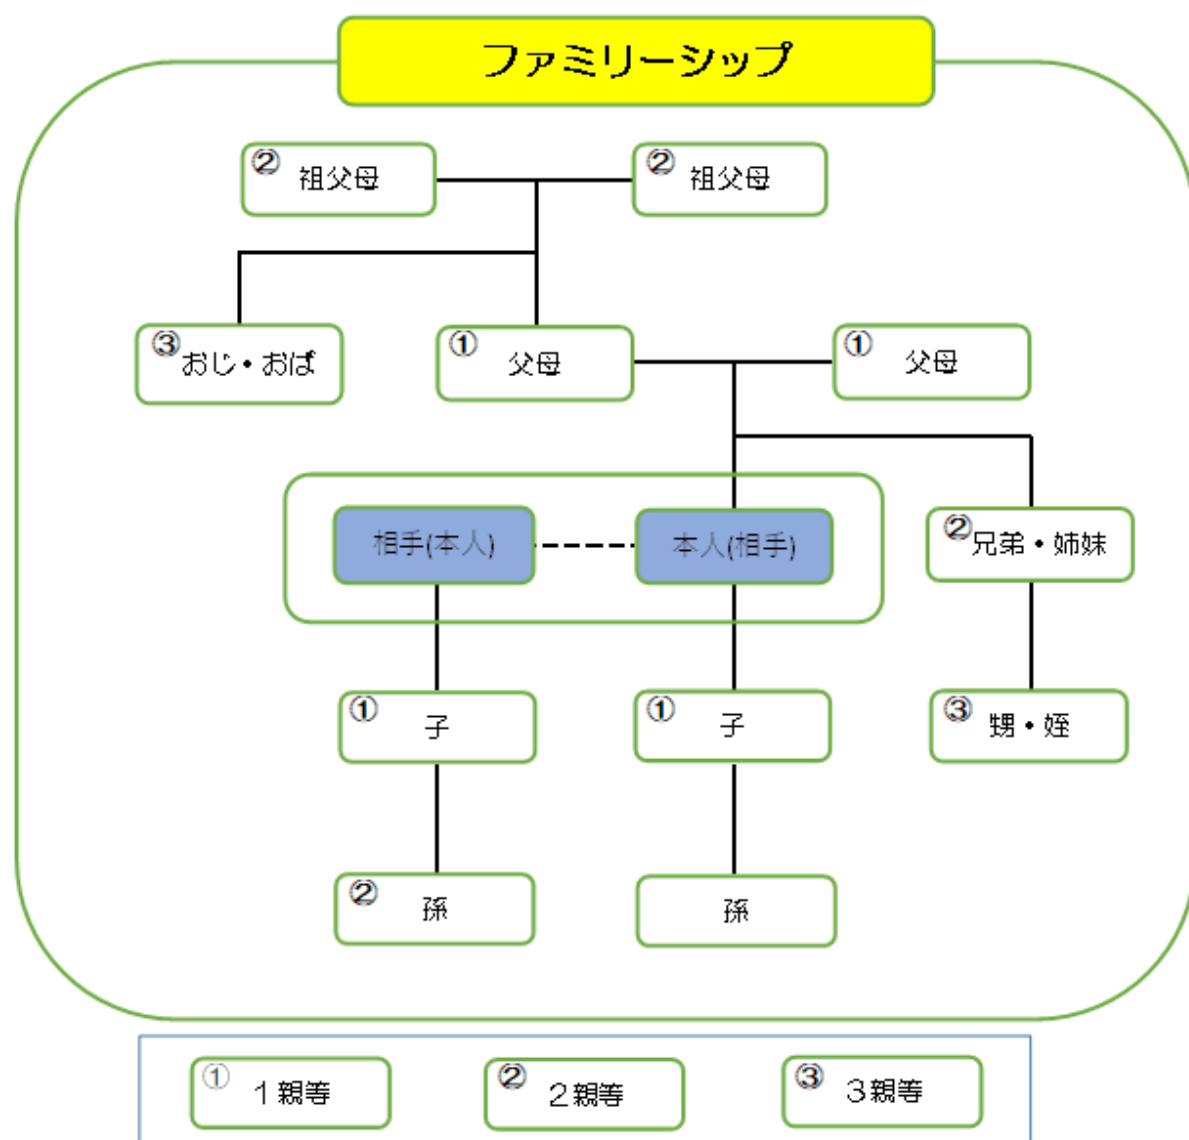 ファミリーシップ
② 祖父母
② 祖父母
③ おじ・おば
① 父母
① 父母
相手(本人)
本人(相手)
② 兄弟・姉妹
① 子
① 子
③ 甥・姪
② 孫
孫
① １親等
② ２親等
③ ３親等